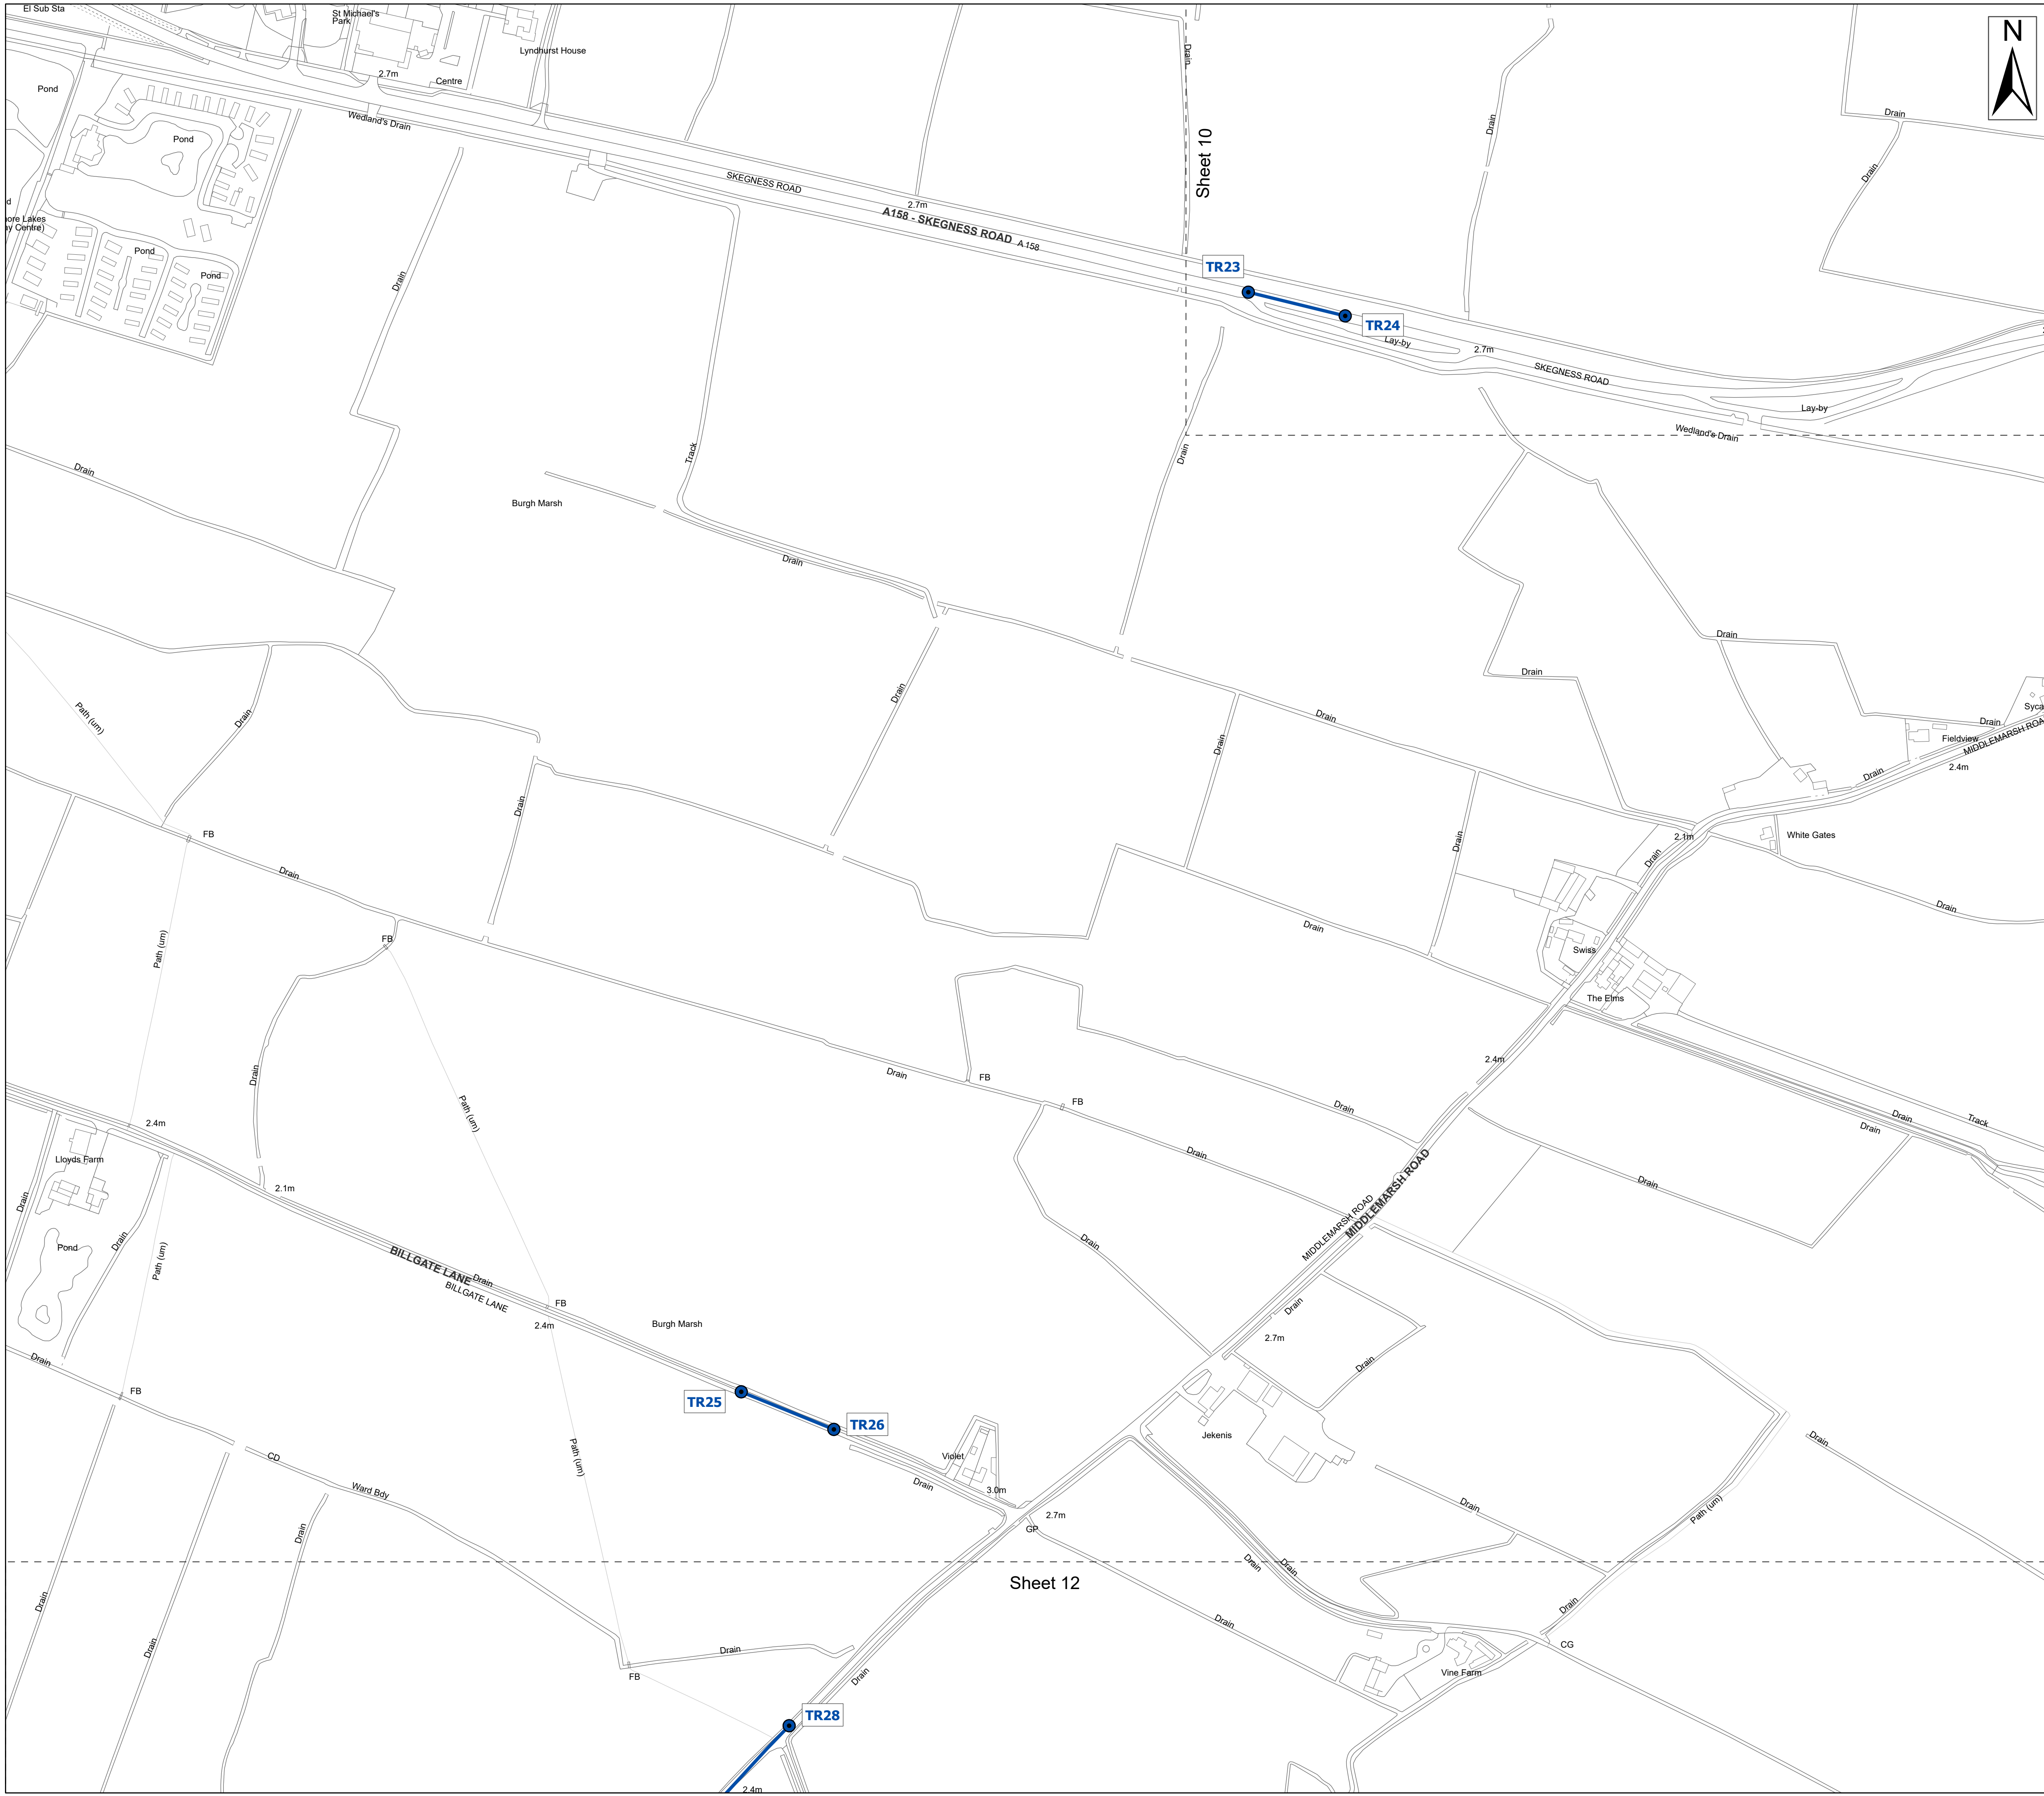 El Sub Sta
St Michael's
Park
Lyndhurst House
2.7m
Centre
N
Pond
Wedland's Drain
Pond
Drain
Drain
Drain
Drain
Sheet 10
SKEGNESS ROAD
2.7m
A158 - SKEGNESS ROAD
A 158
d
ore Lakes
ay Centre)
Pond
Pond
Drain
TR23
TR24
Lay-by
2.7m
SKEGNESS ROAD
Lay-by
Wedland's Drain
Drain
Track
Drain
Burgh Marsh
Drain
Drain
Drain
Path (um)
Drain
Drain
Drain
Drain
Drain
Syca
Fieldview
MIDDLEMARSH ROA
2.4m
Drain
Drain
FB
Drain
Drain
2.1m
White Gates
Drain
Drain
Drain
Drain
FB
Path (um)
Swiss
The Elms
2.4m
Drain
Drain
FB
FB
Drain
Path (um)
Drain
Drain
Drain
Track
2.4m
Lloyds Farm
Drain
Drain
2.1m
MIDDLEMARSH ROAD
MIDDLEMARSH ROAD
Drain
Pond
Drain
Path (um)
BILLGATE LANE
Drain
BILLGATE LANE
FB
2.4m
Burgh Marsh
Drain
2.7m
Drain
Drain
FB
TR25
TR26
Jekenis
Drain
CD
Path (um)
Violet
Drain
3.0m
Ward Bdy
2.7m
GP
Drain
Path (um)
Drain
Sheet 12
Drain
Drain
Drain
Drain
Drain
Drain
Drain
FB
Drain
CG
Vine Farm
TR28
2.4m